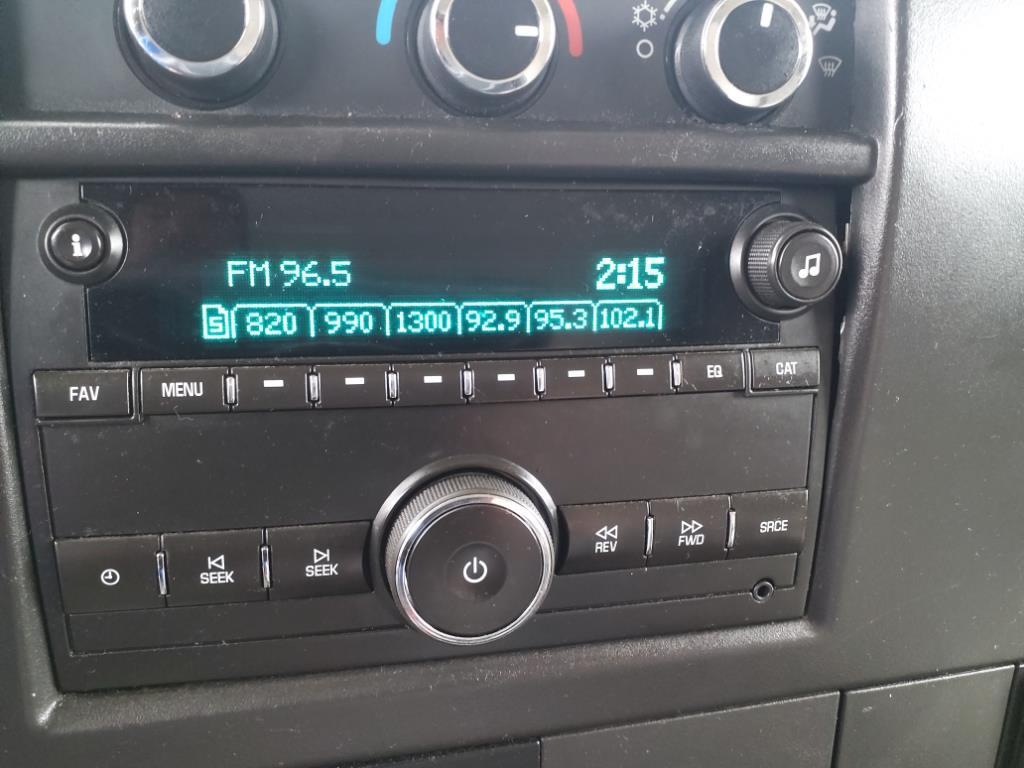 i
FM 96.5 2:15
5 820 990 1300 92.9 95.3 102.1
FAV MENU EQ CAT
SEEK SEEK REV FWD SRCE